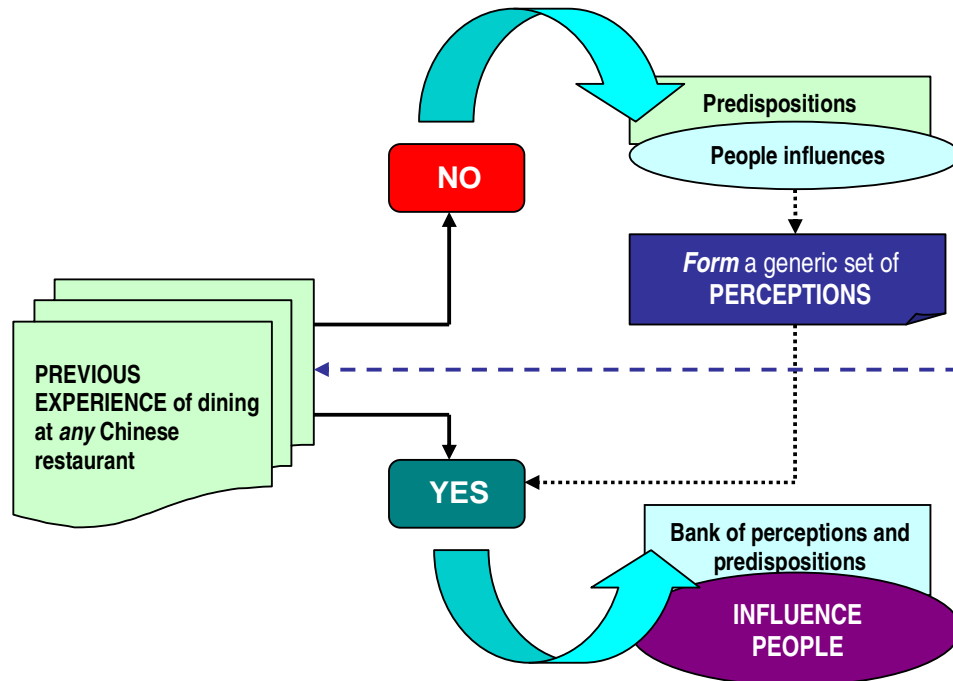 Predispositions
People influences
NO
Form a generic set of
PERCEPTIONS
PREVIOUS
EXPERIENCE of dining
at any Chinese
restaurant
YES
Bank of perceptions and
predispositions
INFLUENCE
PEOPLE